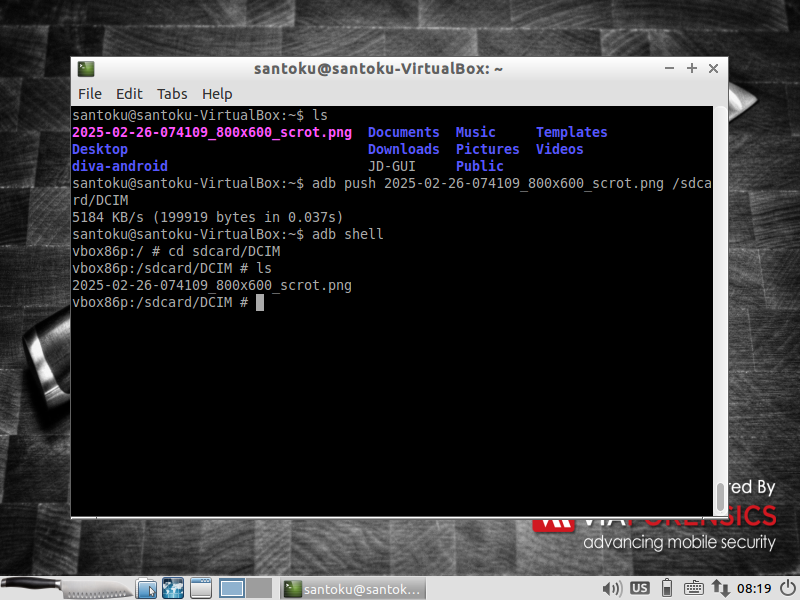 santoku@santoku-VirtualBox: ~
File Edit Tabs Help
santoku@santoku-VirtualBox:~$ ls
2025-02-26-074109_800x600_scrot.png Documents Music Templates
Desktop Downloads Pictures Videos
diva-android JD-GUI Public
santoku@santoku-VirtualBox:~$ adb push 2025-02-26-074109_800x600_scrot.png /sdca
rd/DCIM
5184 KB/s (199919 bytes in 0.037s)
santoku@santoku-VirtualBox:~$ adb shell
vbox86p:/ # cd sdcard/DCIM
vbox86p:/sdcard/DCIM # ls
2025-02-26-074109_800x600_scrot.png
vbox86p:/sdcard/DCIM #
red By
VIAFORENSICS
advancing mobile security
santoku@santok...
US
08:19